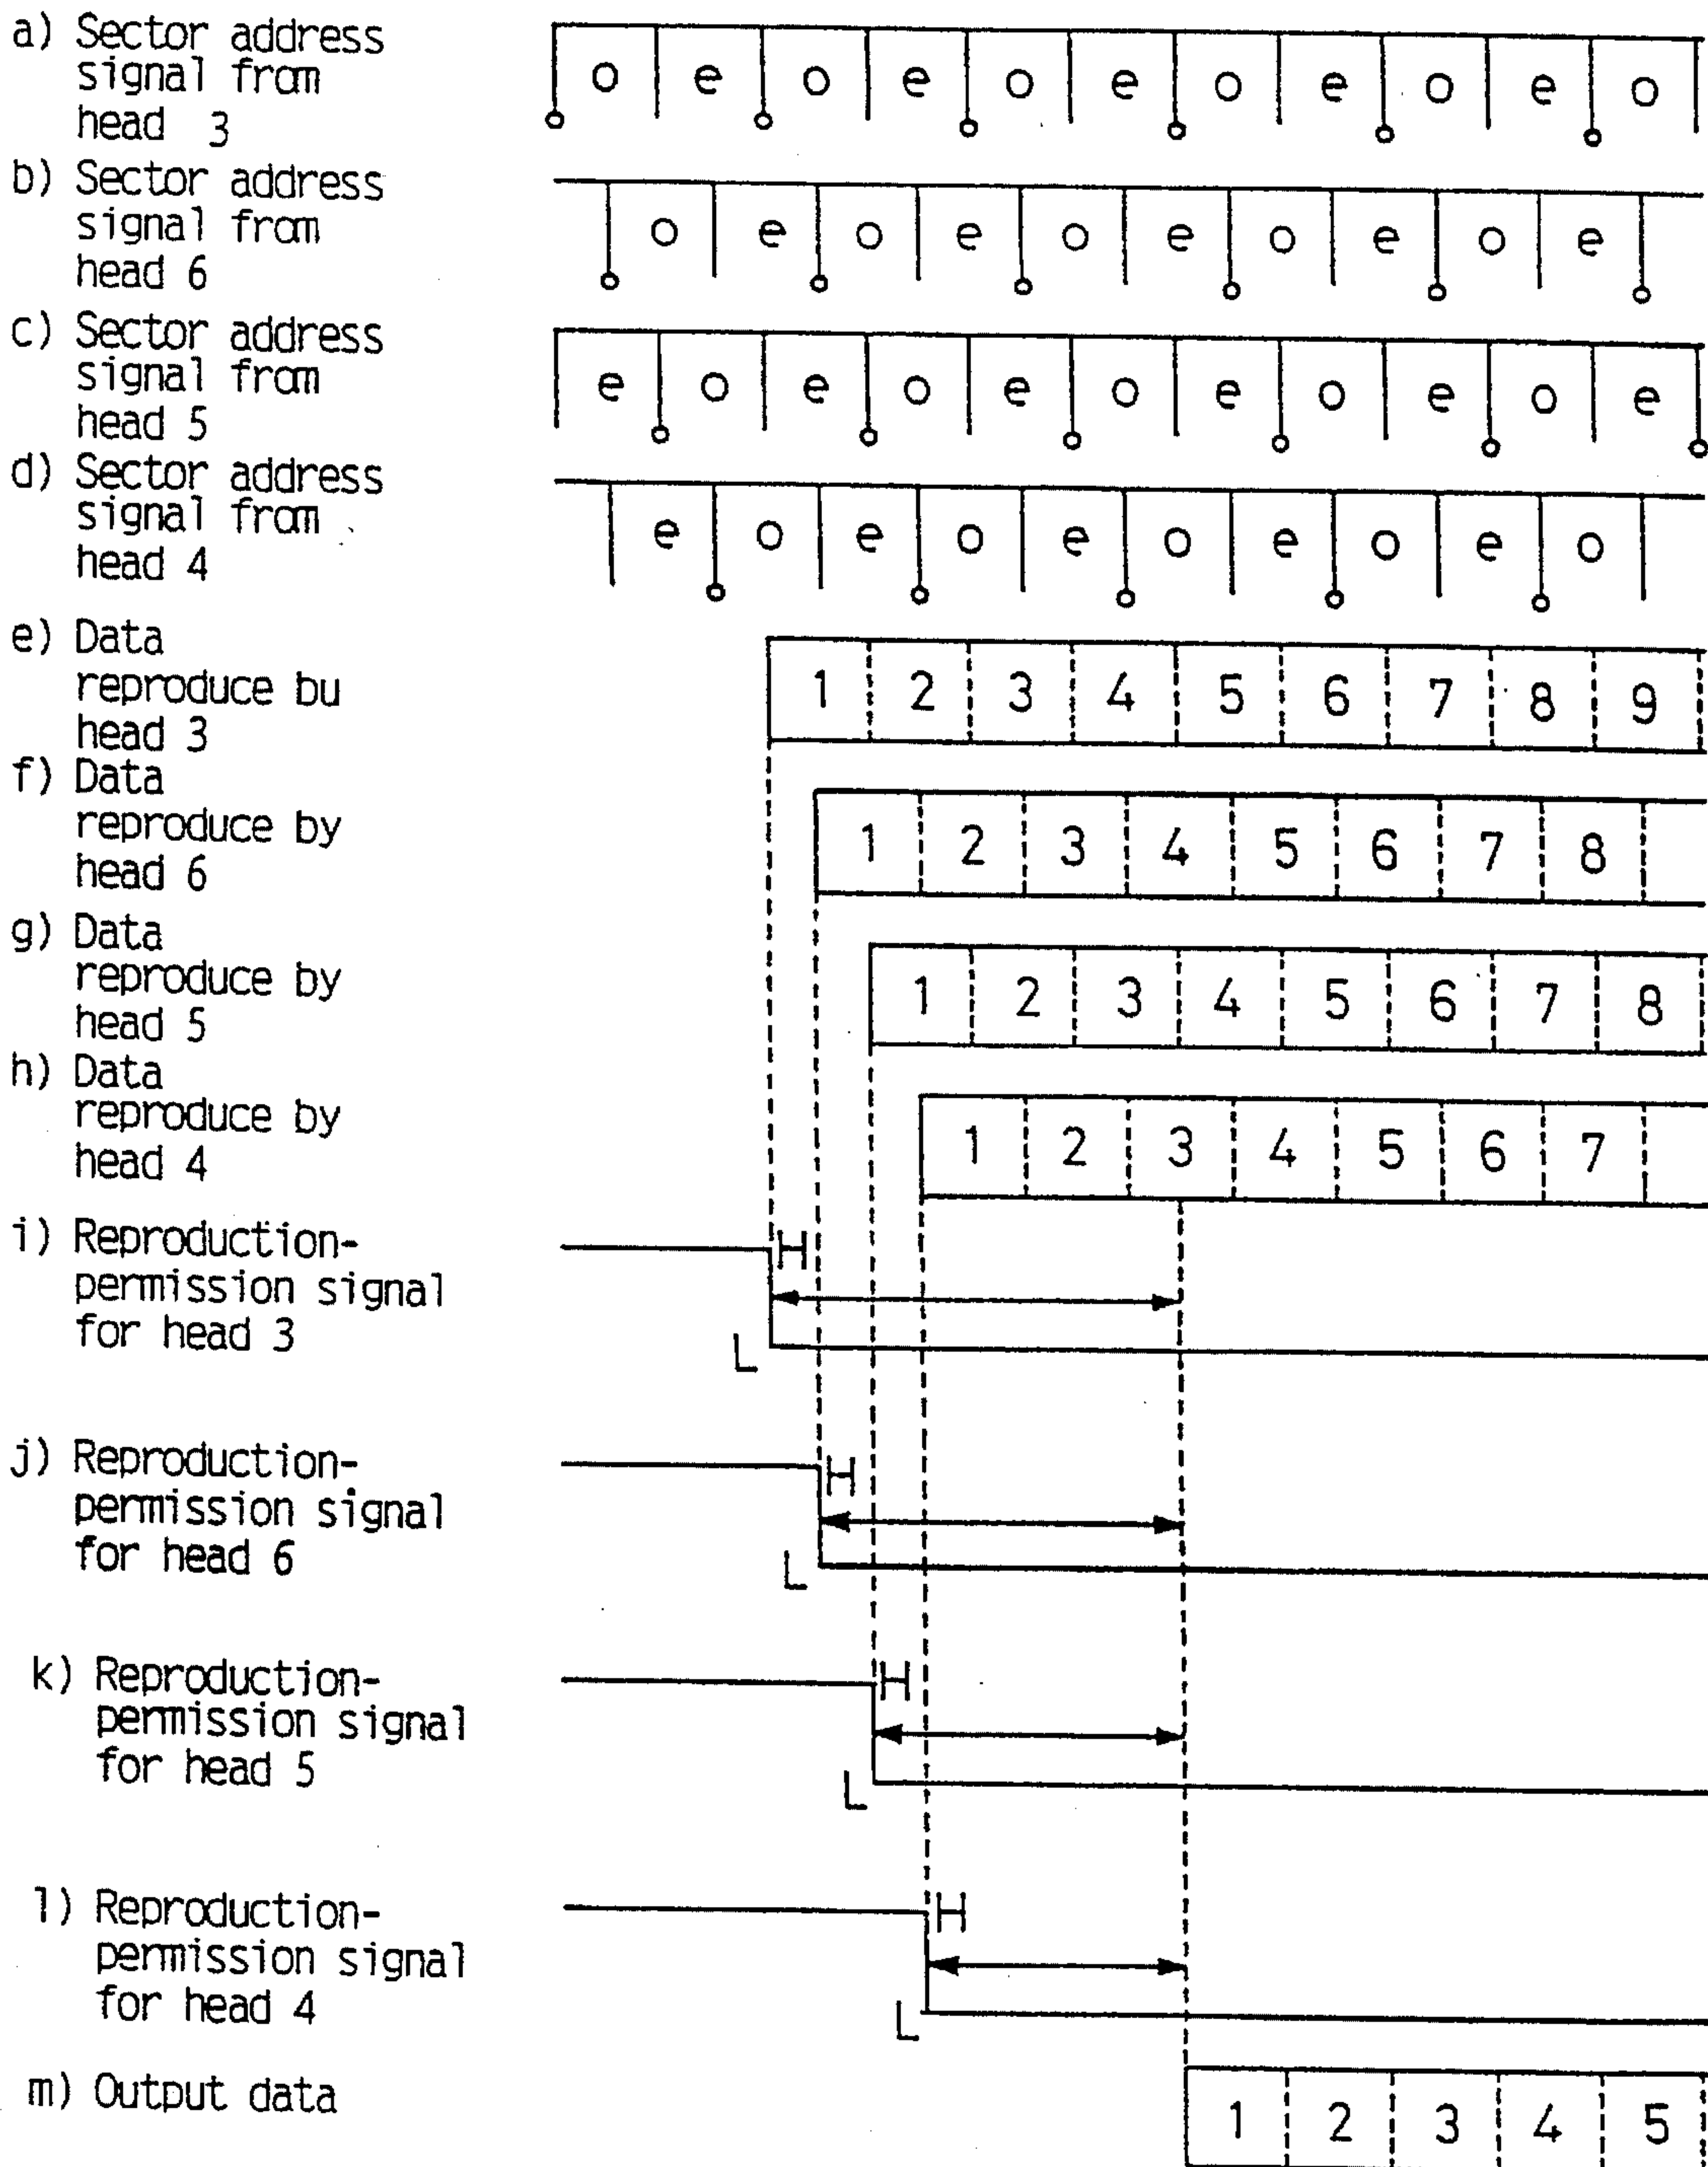 a) Sector address
signal from
head 3
o e o e o e o e o e o
b) Sector address
signal from
head 6
o e o e o e o e o e
c) Sector address
signal from
head 5
e o e o e o e o e o e
d) Sector address
signal from
head 4
e o e o e o e o e o
e) Data
reproduce bu
head 3
1 2 3 4 5 6 7 8 9
f) Data
reproduce by
head 6
1 2 3 4 5 6 7 8
g) Data
reproduce by
head 5
1 2 3 4 5 6 7 8
h) Data
reproduce by
head 4
1 2 3 4 5 6 7
i) Reproduction-
permission signal
for head 3
H
L
j) Reproduction-
permission signal
for head 6
H
L
k) Reproduction-
permission signal
for head 5
H
L
l) Reproduction-
permission signal
for head 4
H
L
m) Output data
1 2 3 4 5